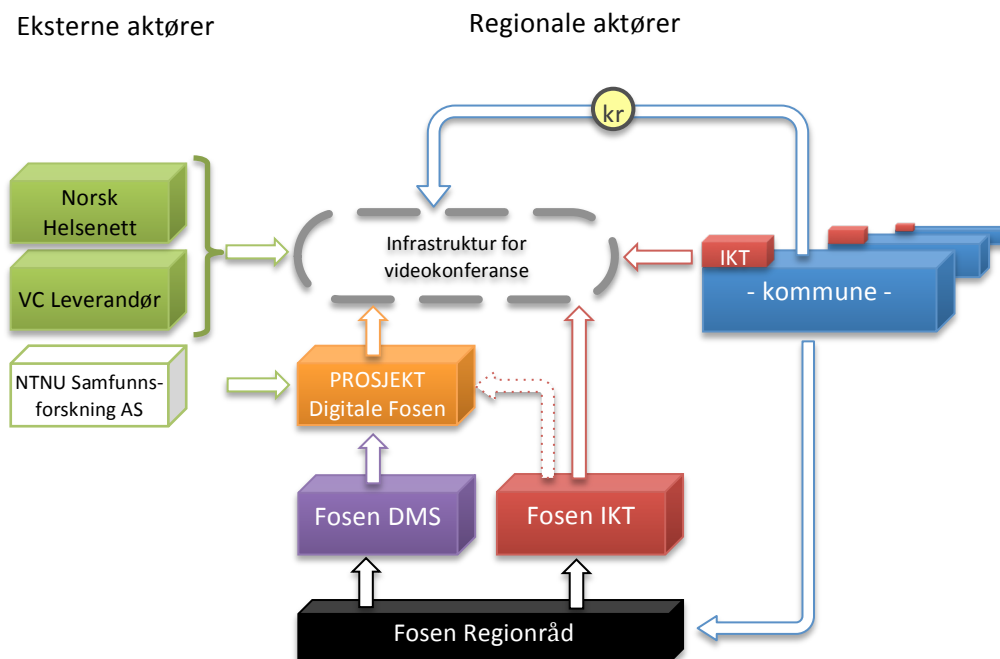 Eksterne aktører
Regionale aktører
kr
Norsk
Helsenett
VC Leverandør
NTNU Samfunns-
forskning AS
Infrastruktur for
videokonferanse
IKT
- kommune -
PROSJEKT
Digitale Fosen
Fosen DMS
Fosen IKT
Fosen Regionråd